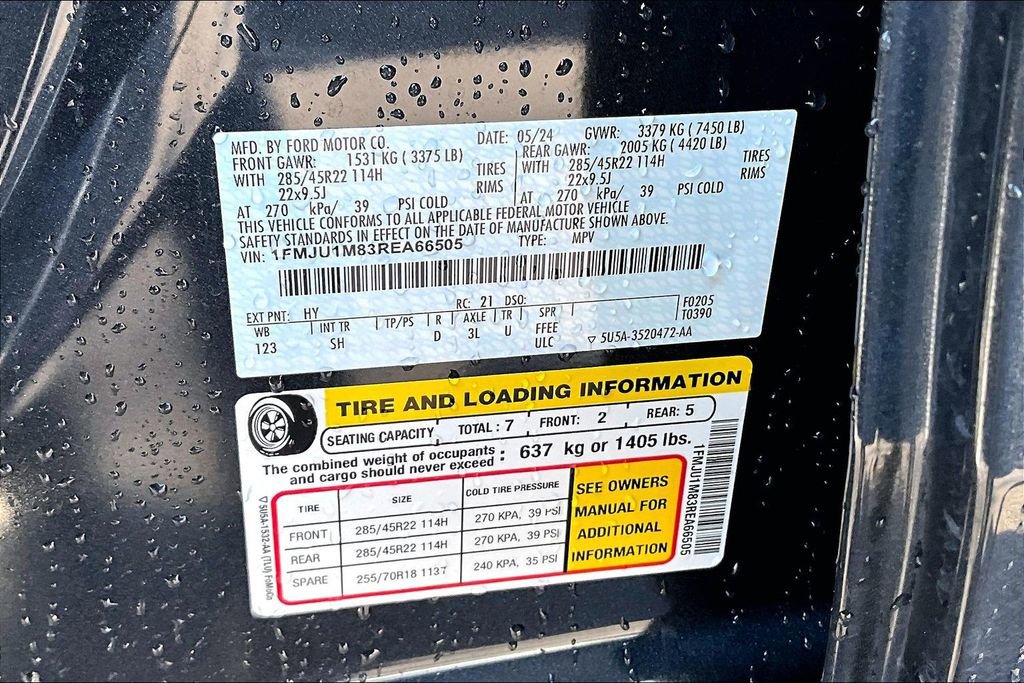 MFD. BY FORD MOTOR CO. DATE: 05/24 GVWR: 3379 KG ( 7450 LB)
FRONT GAWR: 1531 KG ( 3375 LB) REAR GAWR: 2005 KG ( 4420 LB)
WITH 285/45R22 114H TIRES 285/45R22 114H TIRES
22x9.5J RIMS 22x9.5J RIMS
AT 270 kPa/ 39 PSI COLD AT 270 kPa/ 39 PSI COLD
THIS VEHICLE CONFORMS TO ALL APPLICABLE FEDERAL MOTOR VEHICLE
SAFETY STANDARDS IN EFFECT ON THE DATE OF MANUFACTURE SHOWN ABOVE.
VIN: 1FMJU1M83REA66505 TYPE: MPV
EXT PNT: HY RC: 21 DSO: F0205
WB INT TR TP/PS R AXLE TR SPR T0390
123 SH D 3L U FFEE
ULC ▽ 5U5A-3520472-AA
TIRE AND LOADING INFORMATION
SEATING CAPACITY TOTAL : 7 FRONT: 2 REAR: 5
The combined weight of occupants
and cargo should never exceed : 637 kg or 1405 lbs.
TIRE SIZE COLD TIRE PRESSURE
FRONT 285/45R22 114H 270 KPA, 39 PSI
REAR 285/45R22 114H 270 KPA, 39 PSI
SPARE 255/70R18 113T 240 KPA, 35 PSI
SEE OWNERS
MANUAL FOR
ADDITIONAL
INFORMATION
▽ 5U5A-1532-AA (TLU) FoMoCo
1FMJU1M83REA66505